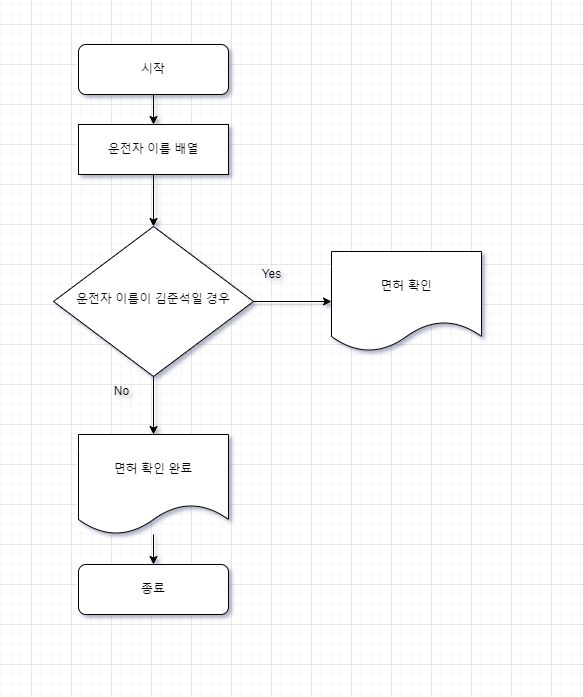 시작
운전자 이름 배열
운전자 이름이 김준석일 경우
Yes
면허 확인
No
면허 확인 완료
종료